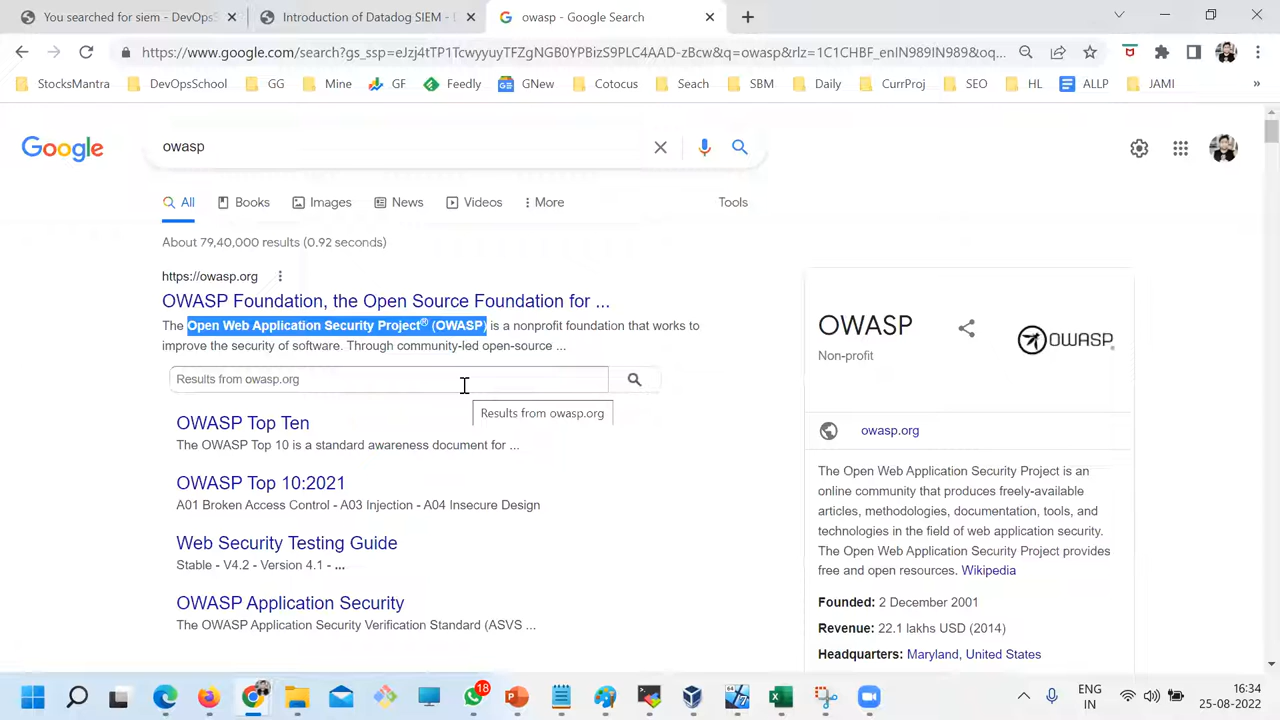 You searched for siem - DevOpsS
Introduction of Datadog SIEM - L
owasp - Google Search
https://www.google.com/search?gs_ssp=eJzj4tTP1TcwyyuyTFZgNGB0YPBizS9PLC4AAD-zBcw&q=owasp&rlz=1C1CHBF_enIN989IN989&oq...
StocksMantra
DevOpsSchool
GG
Mine
GF
Feedly
GNew
Cotocus
Seach
SBM
Daily
CurrProj
SEO
HL
ALLP
JAMI
»
Google
owasp
All
Books
Images
News
Videos
More
Tools
About 79,40,000 results (0.92 seconds)
https://owasp.org
OWASP Foundation, the Open Source Foundation for ...
The Open Web Application Security Project® (OWASP) is a nonprofit foundation that works to
improve the security of software. Through community-led open-source ...
Results from owasp.org
Results from owasp.org
OWASP Top Ten
The OWASP Top 10 is a standard awareness document for ...
OWASP Top 10:2021
A01 Broken Access Control - A03 Injection - A04 Insecure Design
Web Security Testing Guide
Stable - V4.2 - Version 4.1 - ...
OWASP Application Security
The OWASP Application Security Verification Standard (ASVS ...
OWASP
Non-profit
OWASP
owasp.org
The Open Web Application Security Project is an
online community that produces freely-available
articles, methodologies, documentation, tools, and
technologies in the field of web application security.
The Open Web Application Security Project provides
free and open resources. Wikipedia
Founded: 2 December 2001
Revenue: 22.1 lakhs USD (2014)
Headquarters: Maryland, United States
18
ENG
IN
16:34
25-08-2022